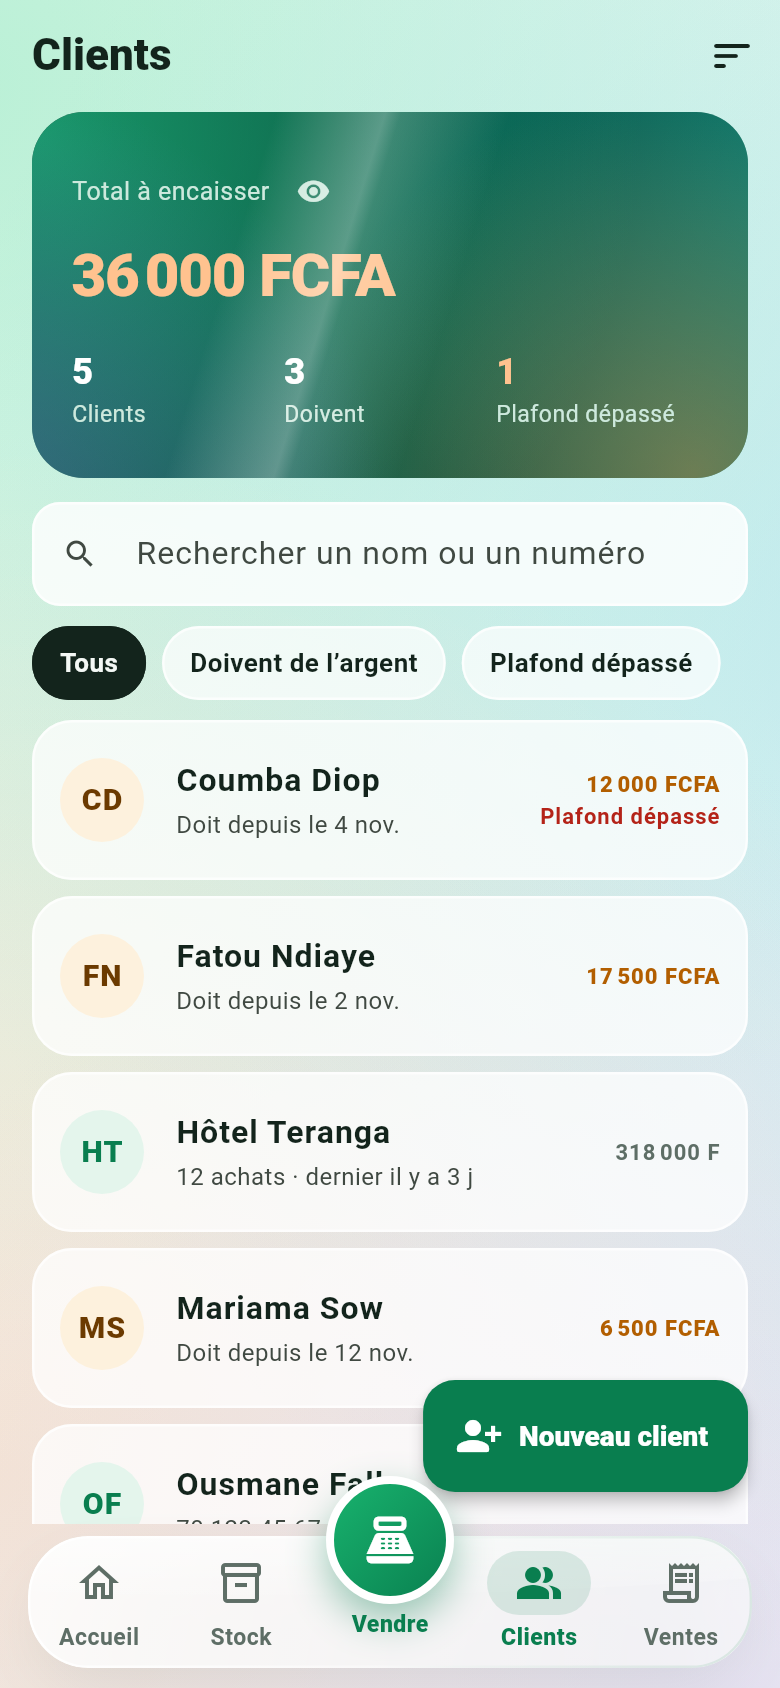 Clients
Total à encaisser
36 000 FCFA
5
Clients
3
Doivent
1
Plafond dépassé
Rechercher un nom ou un numéro
Tous
Doivent de l’argent
Plafond dépassé
CD
Coumba Diop
Doit depuis le 4 nov.
12 000 FCFA
Plafond dépassé
FN
Fatou Ndiaye
Doit depuis le 2 nov.
17 500 FCFA
HT
Hôtel Teranga
12 achats · dernier il y a 3 j
318 000 F
MS
Mariama Sow
Doit depuis le 12 nov.
6 500 FCFA
Nouveau client
OF
Ousmane Fall
Accueil
Stock
Vendre
Clients
Ventes